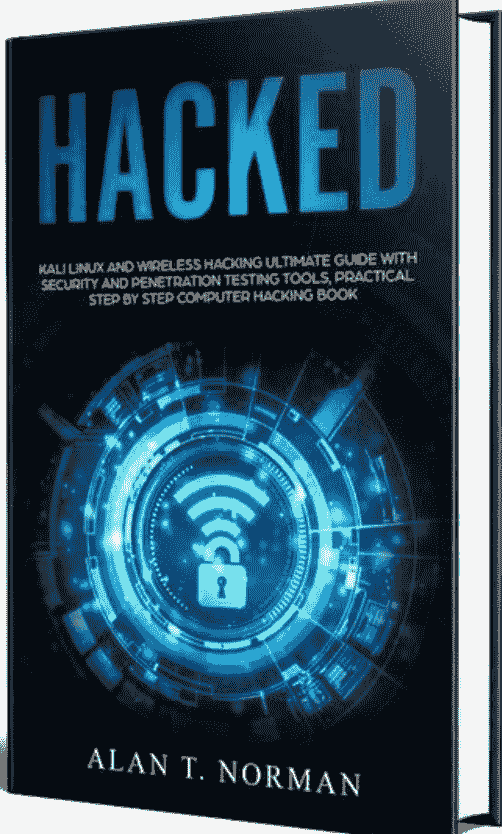 HACKED
KALI LINUX AND WIRELESS HACKING ULTIMATE GUIDE WITH
SECURITY AND PENETRATION TESTING TOOLS, PRACTICAL
STEP BY STEP COMPUTER HACKING BOOK
ALAN T. NORMAN